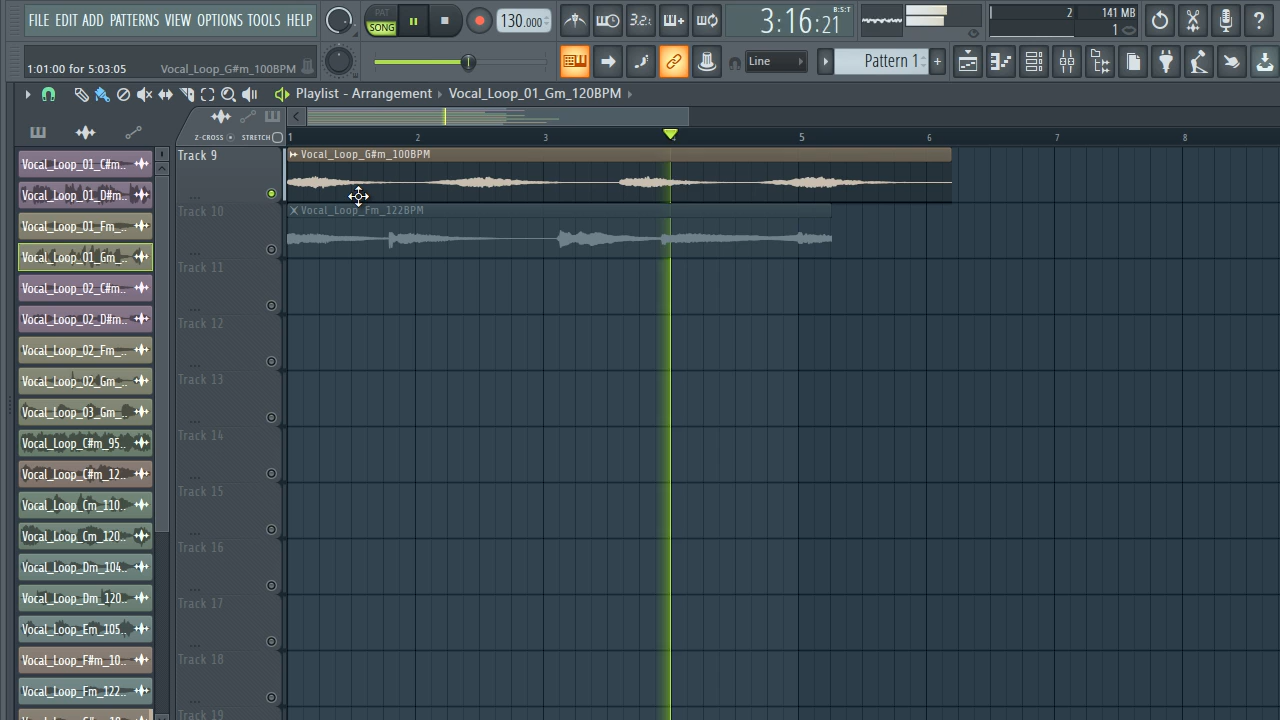 FILE EDIT ADD PATTERNS VIEW OPTIONS TOOLS HELP
PAT
SONG
130.000
3.2..
3:16:21
B:S:T
2
141 MB
1
1:01:00 for 5:03:05
Vocal_Loop_G#m_100BPM
Line
Pattern 1
+
Playlist - Arrangement › Vocal_Loop_01_Gm_120BPM ›
Z-CROSS
STRETCH
1 2 3 4 5 6 7 8
Vocal_Loop_01_C#m..
Vocal_Loop_01_D#m..
Vocal_Loop_01_Fm_..
Vocal_Loop_01_Gm_..
Vocal_Loop_02_C#m..
Vocal_Loop_02_D#m..
Vocal_Loop_02_Fm_..
Vocal_Loop_02_Gm_..
Vocal_Loop_03_Gm_..
Vocal_Loop_C#m_95..
Vocal_Loop_C#m_12..
Vocal_Loop_Cm_110..
Vocal_Loop_Cm_120..
Vocal_Loop_Dm_104..
Vocal_Loop_Dm_120..
Vocal_Loop_Em_105..
Vocal_Loop_F#m_10..
Vocal_Loop_Fm_122..
Track 9
Vocal_Loop_G#m_100BPM
Track 10
Vocal_Loop_Fm_122BPM
Track 11
Track 12
Track 13
Track 14
Track 15
Track 16
Track 17
Track 18
Track 19